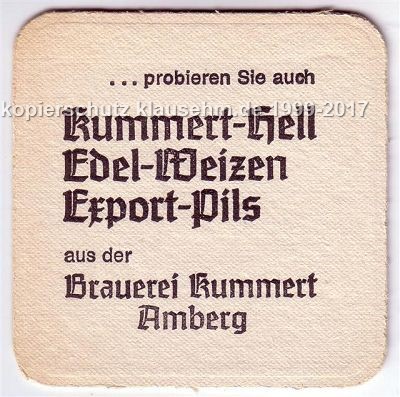 ... probieren Sie auch
kopierschutz klausehm.de 1999-2017
Kummert-Hell
Edel-Weizen
Export-Pils
aus der
Brauerei Kummert
Amberg